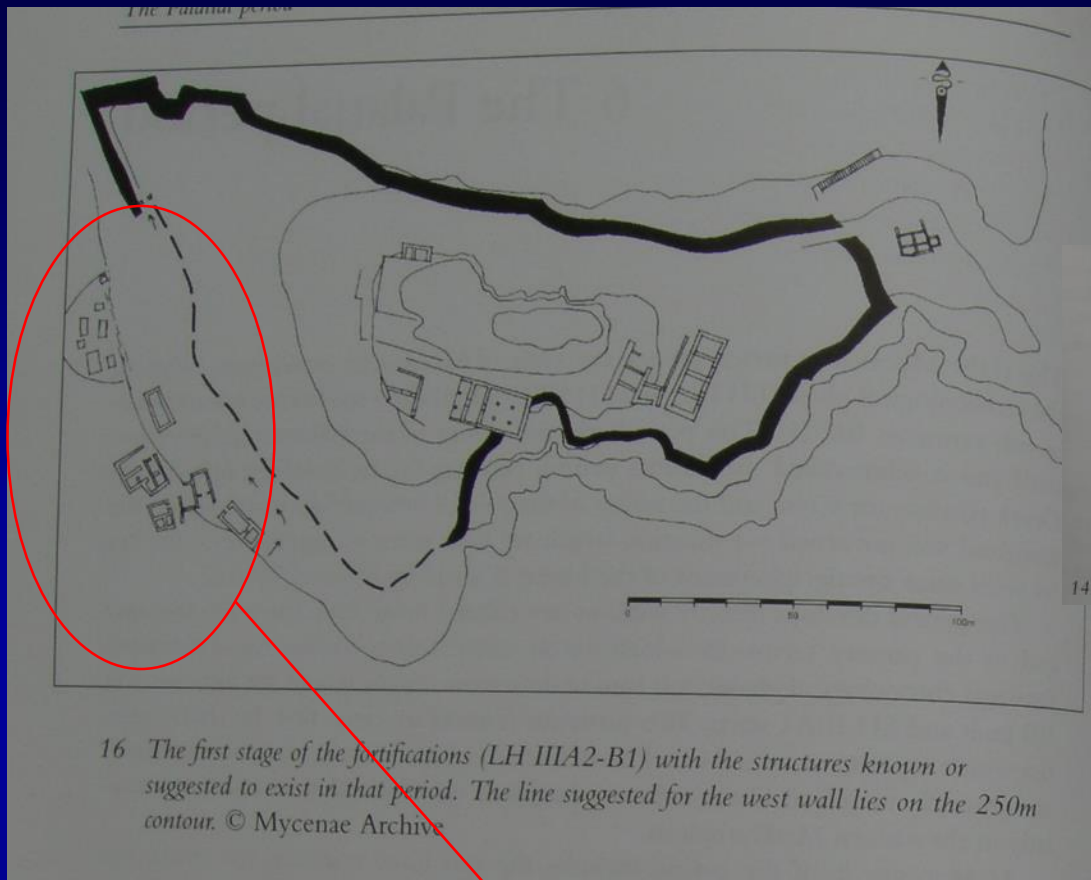 The Palatial period
0
50
100m
14
16 The first stage of the fortifications (LH IIIA2-B1) with the structures known or
suggested to exist in that period. The line suggested for the west wall lies on the 250m
contour. © Mycenae Archive